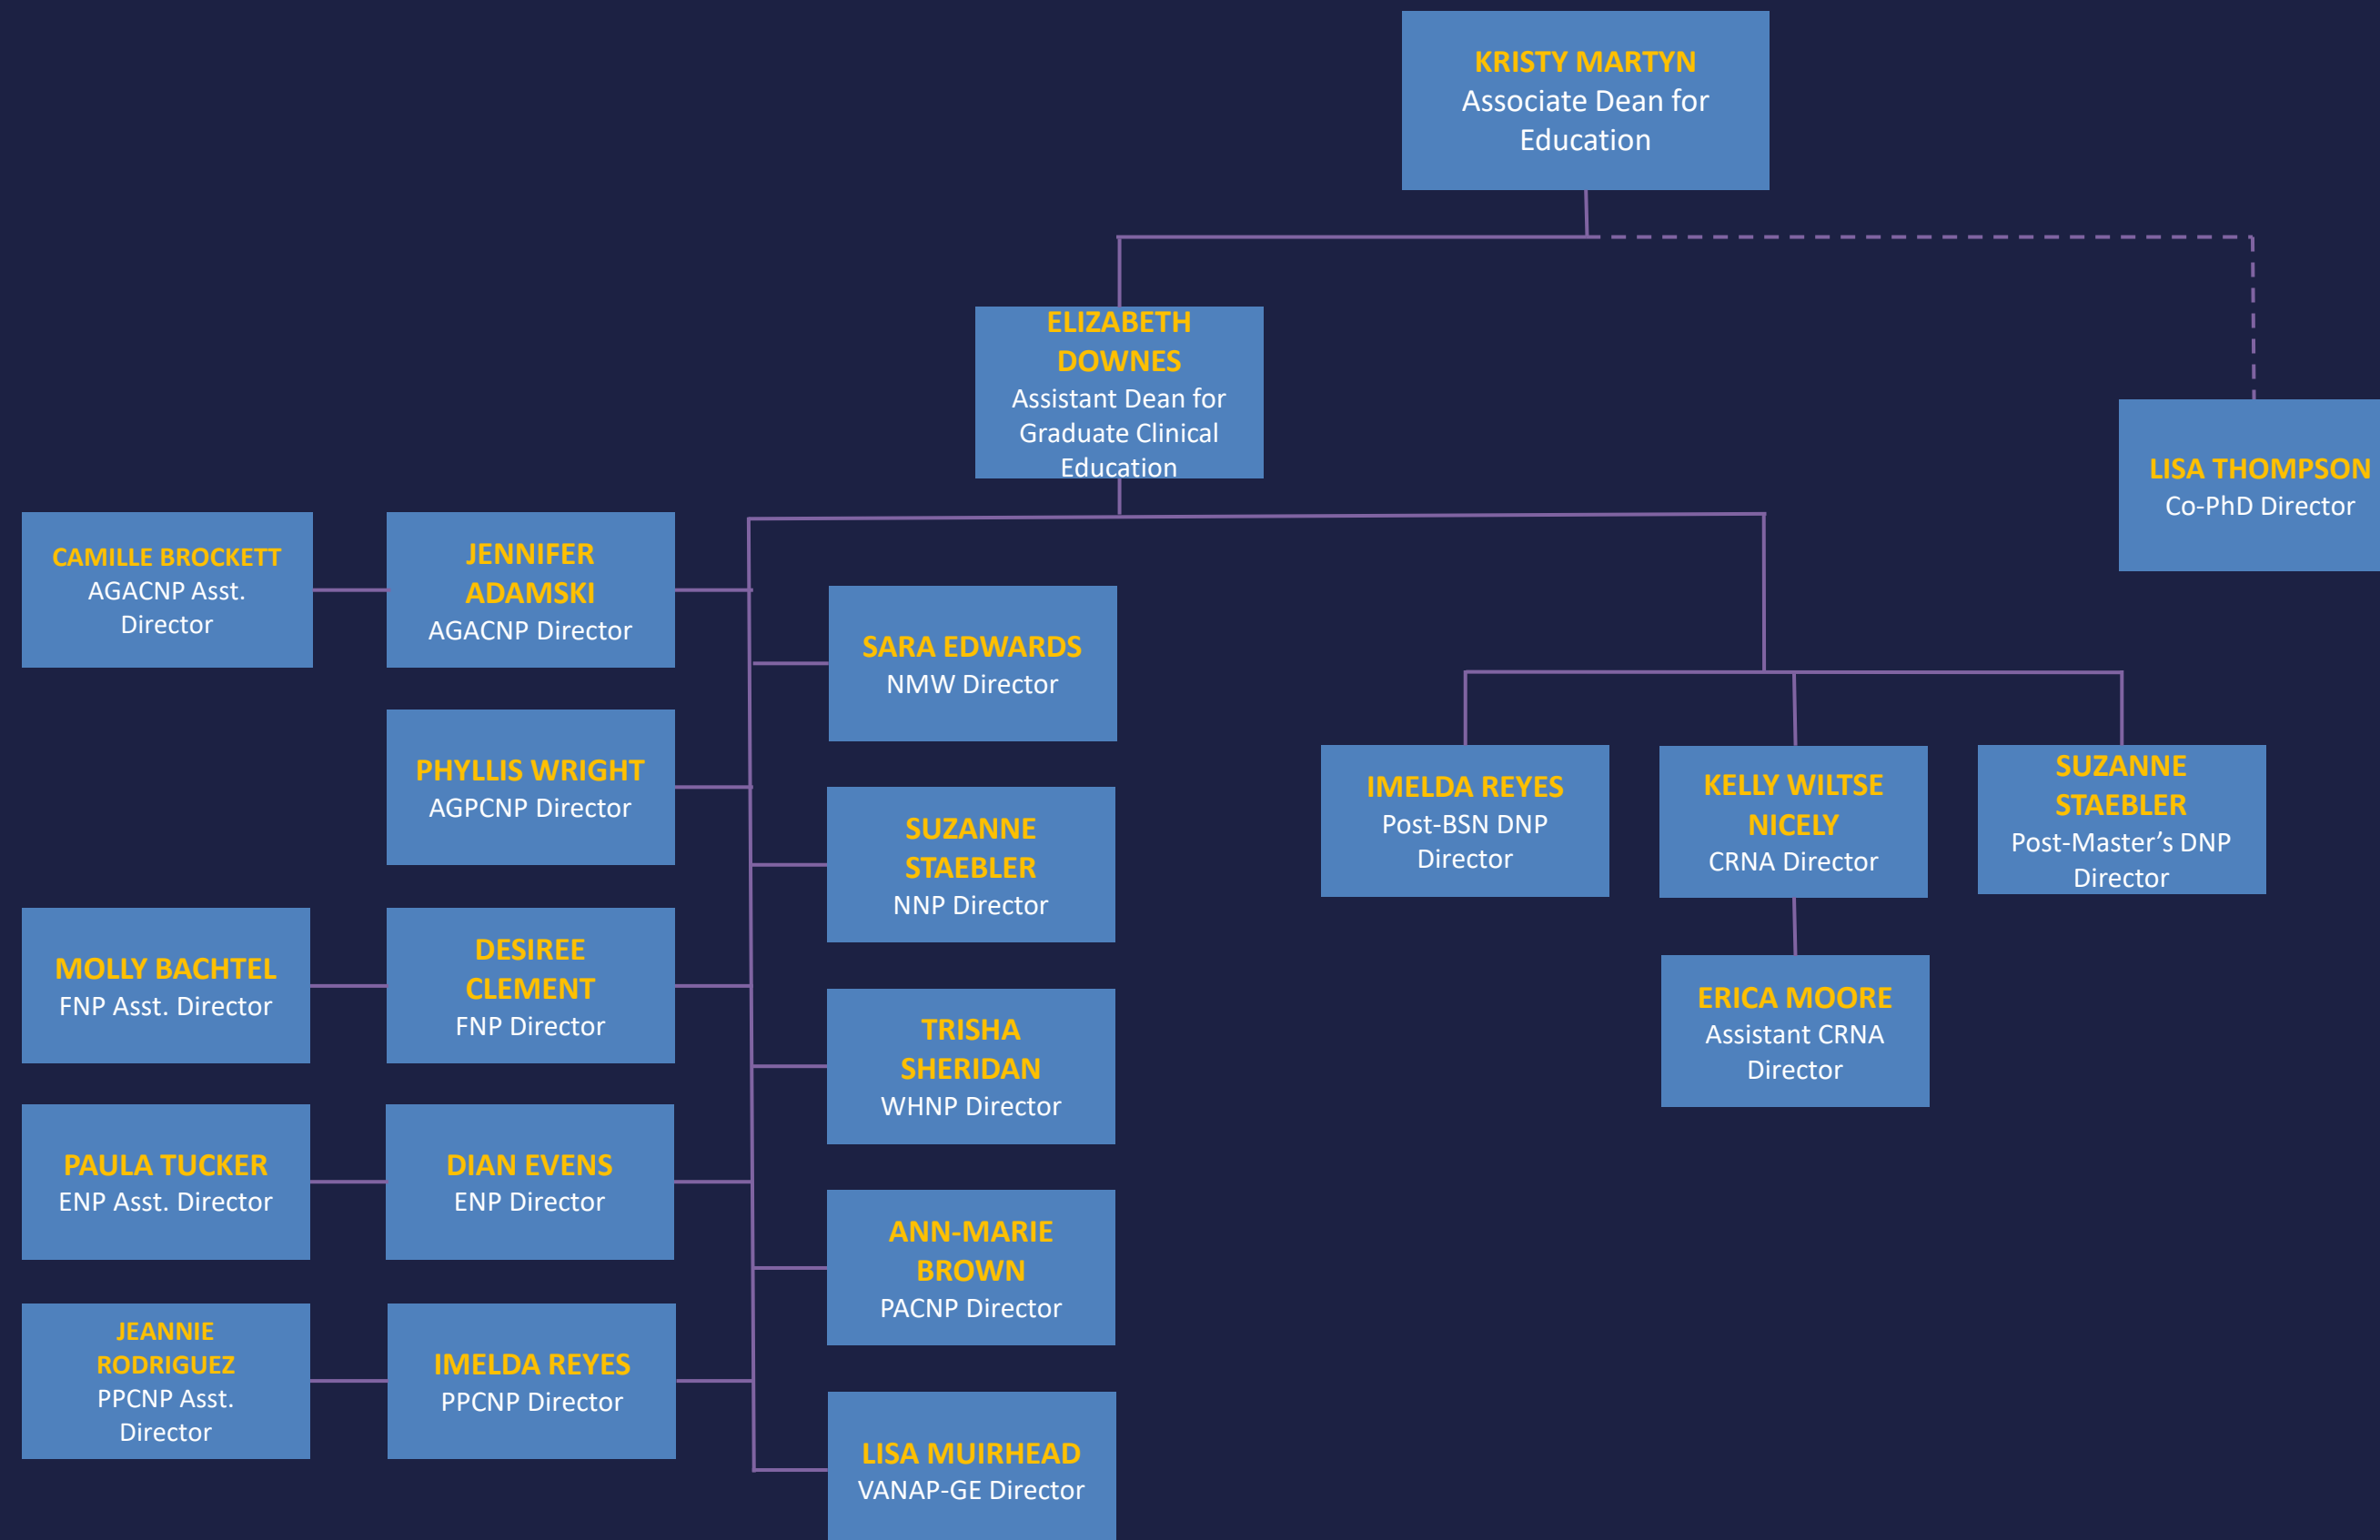 KRISTY MARTYN
Associate Dean for
Education
ELIZABETH
DOWNES
Assistant Dean for
Graduate Clinical
Education
LISA THOMPSON
Co-PhD Director
CAMILLE BROCKETT
AGACNP Asst.
Director
JENNIFER
ADAMSKI
AGACNP Director
SARA EDWARDS
NMW Director
PHYLLIS WRIGHT
AGPCNP Director
SUZANNE
STAEBLER
NNP Director
IMELDA REYES
Post-BSN DNP
Director
KELLY WILTSE
NICELY
CRNA Director
SUZANNE
STAEBLER
Post-Master’s DNP
Director
MOLLY BACHTEL
FNP Asst. Director
DESIREE
CLEMENT
FNP Director
TRISHA
SHERIDAN
WHNP Director
ERICA MOORE
Assistant CRNA
Director
PAULA TUCKER
ENP Asst. Director
DIAN EVENS
ENP Director
ANN-MARIE
BROWN
PACNP Director
JEANNIE
RODRIGUEZ
PPCNP Asst.
Director
IMELDA REYES
PPCNP Director
LISA MUIRHEAD
VANAP-GE Director